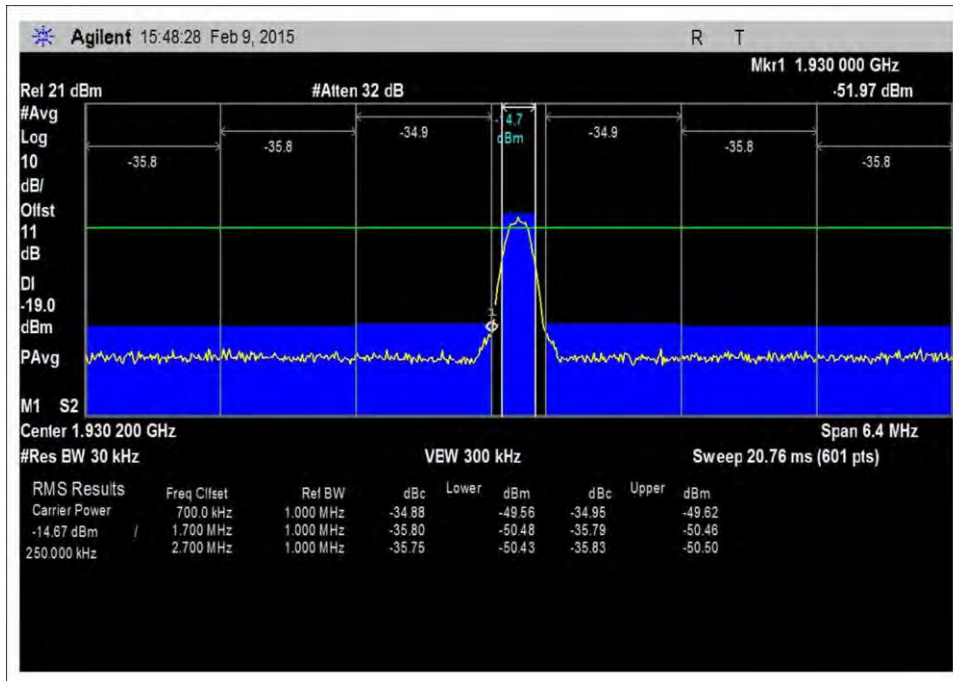 Agilent 15:48:28 Feb 9, 2015 R T
Mkr1 1.930 000 GHz
Rel 21 dBm #Atten 32 dB -51.97 dBm
#Avg
Log
10
dB/
Offst
11
dB
DI
-19.0
dBm
PAvg
M1 S2
-35.8 -35.8 -34.9 -14.7 dBm -34.9 -35.8 -35.8
1
Center 1.930 200 GHz Span 6.4 MHz
#Res BW 30 kHz VBW 300 kHz Sweep 20.76 ms (601 pts)
RMS Results Freq Offset Ref BW dBc Lower dBm dBc Upper dBm
Carrier Power 700.0 kHz 1.000 MHz -34.88 -49.56 -34.95 -49.62
-14.67 dBm / 1.700 MHz 1.000 MHz -35.80 -50.48 -35.79 -50.46
250.000 kHz 2.700 MHz 1.000 MHz -35.75 -50.43 -35.83 -50.50